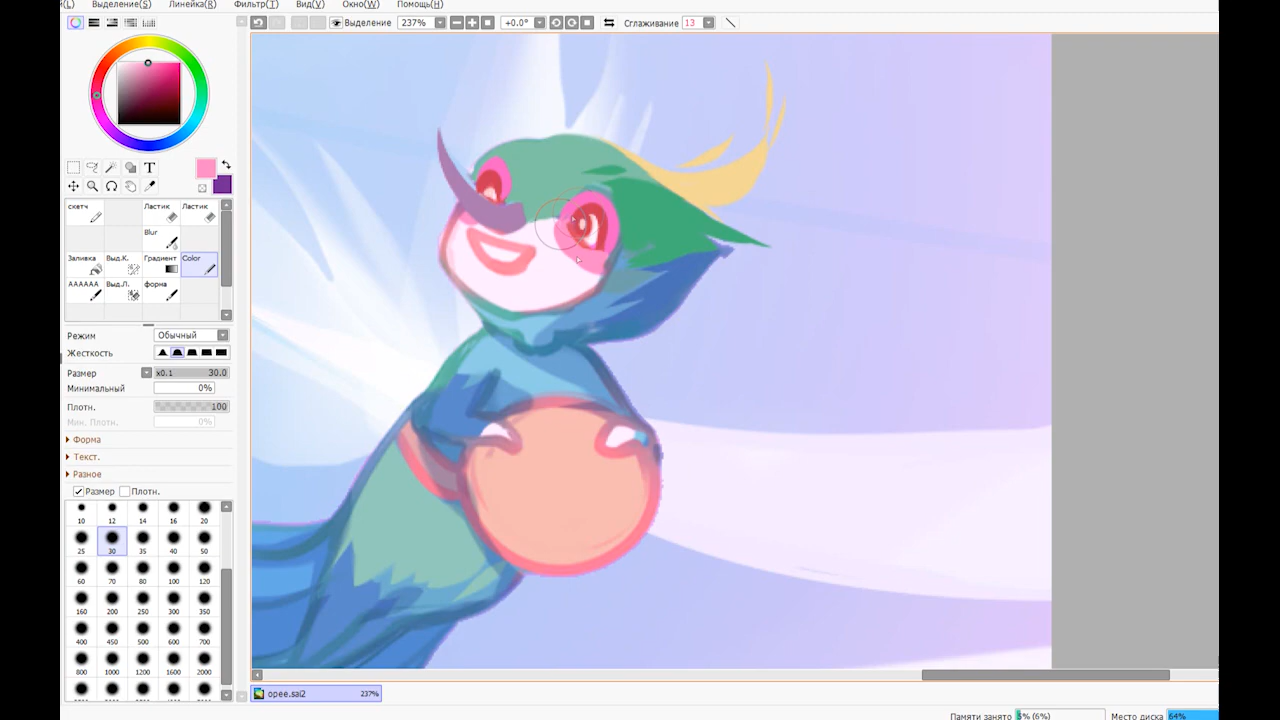 (L) Выделение(S) Линейка(R) Фильтр(T) Вид(V) Окно(W) Помощь(H)
Выделение 237% +0.0° Сглаживание 13
T
скетч Ластик Ластик
Blur
Заливка Выд.К. Градиент Color
АААААА Выд.Л. форма
Режим Обычный
Жесткость
Размер x0.1 30.0
Минимальный 0%
Плотн. 100
Мин. Плотн. 0%
Форма
Текст.
Разное
Размер Плотн.
10 12 14 16 20
25 30 35 40 50
60 70 80 100 120
160 200 250 300 350
400 450 500 600 700
800 1000 1200 1600 2000
opee.sai2 237%
Памяти занято 5% (6%) Место диска 64%